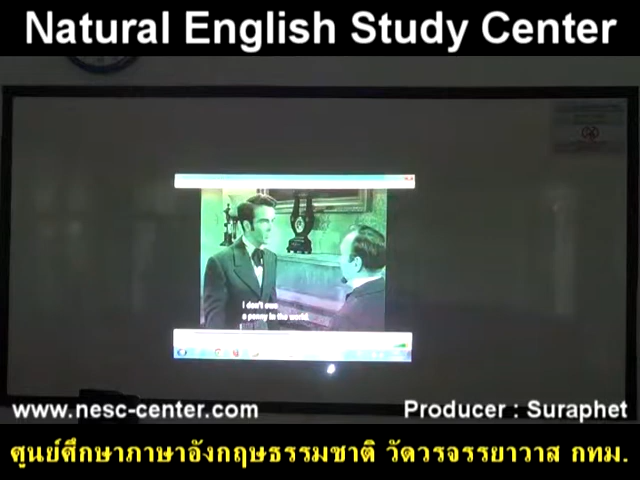 Natural English Study Center
I don't owe
a penny in the world.
www.nesc-center.com
Producer : Suraphet
ศูนย์ศึกษาภาษาอังกฤษธรรมชาติ วัดวรจรรยาวาส กทม.